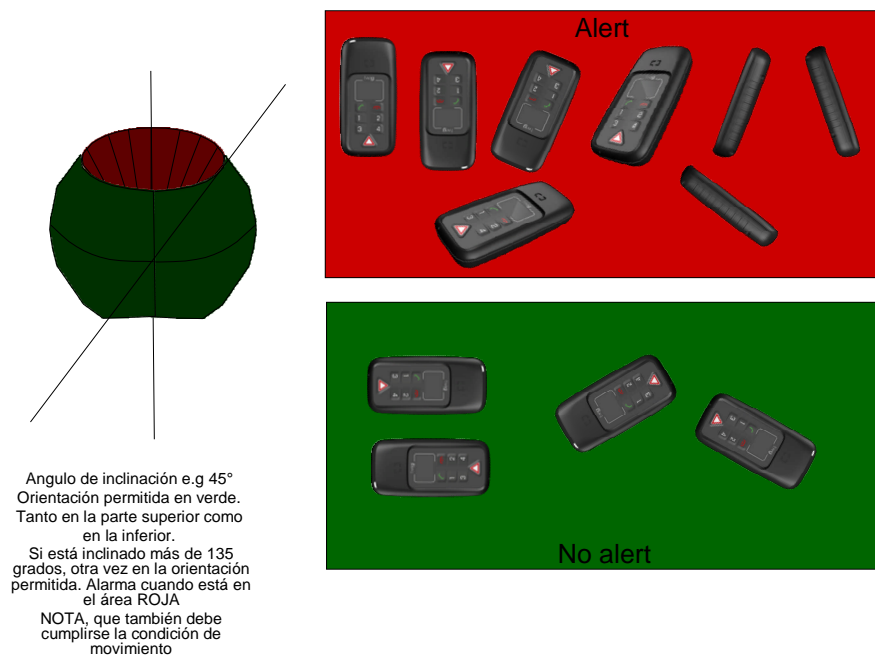 Alert
Angulo de inclinación e.g 45°
Orientación permitida en verde.
Tanto en la parte superior como
en la inferior.
Si está inclinado más de 135
grados, otra vez en la orientación
permitida. Alarma cuando está en
el área ROJA
NOTA, que también debe
cumplirse la condición de
movimiento
No alert